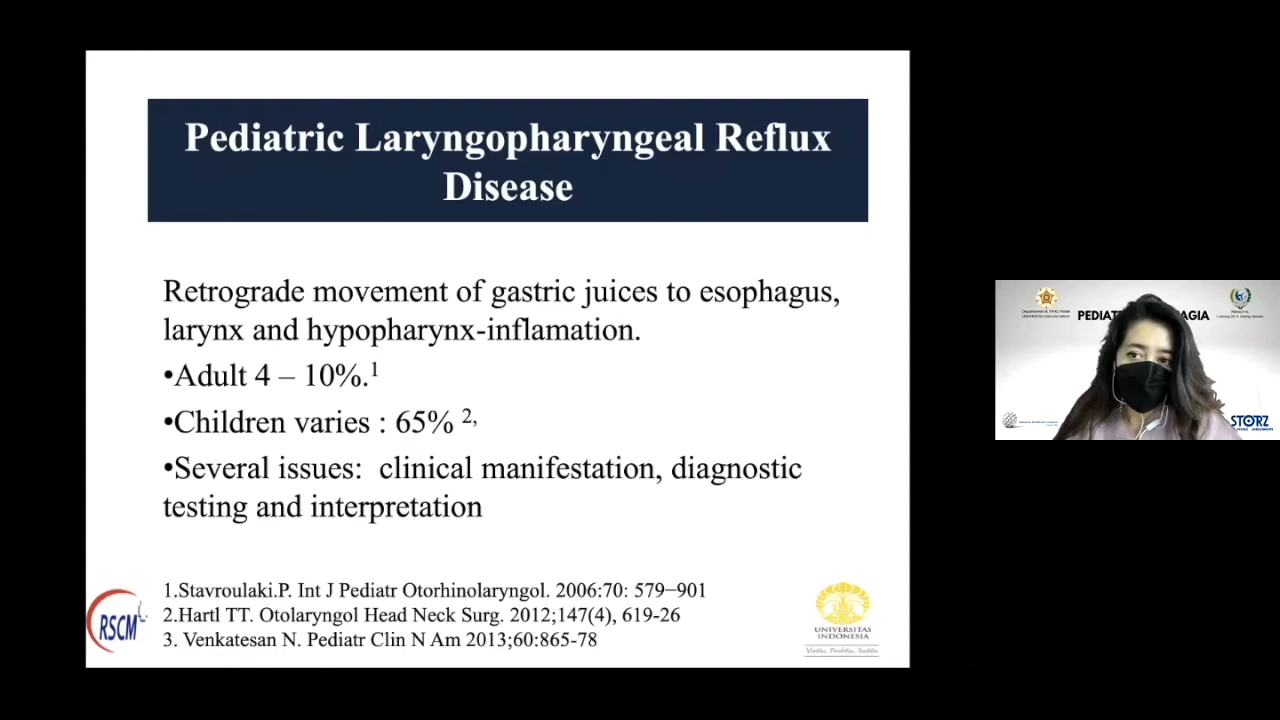 Pediatric Laryngopharyngeal Reflux
Disease
Retrograde movement of gastric juices to esophagus,
larynx and hypopharynx-inflamation.
•Adult 4 – 10%.1
•Children varies : 65% 2,
•Several issues:  clinical manifestation, diagnostic
testing and interpretation
1.Stavroulaki.P. Int J Pediatr Otorhinolaryngol. 2006:70: 579–901
2.Hartl TT. Otolaryngol Head Neck Surg. 2012;147(4), 619-26
3. Venkatesan N. Pediatr Clin N Am 2013;60:865-78
RSCM
UNIVERSITAS
INDONESIA
STORZ